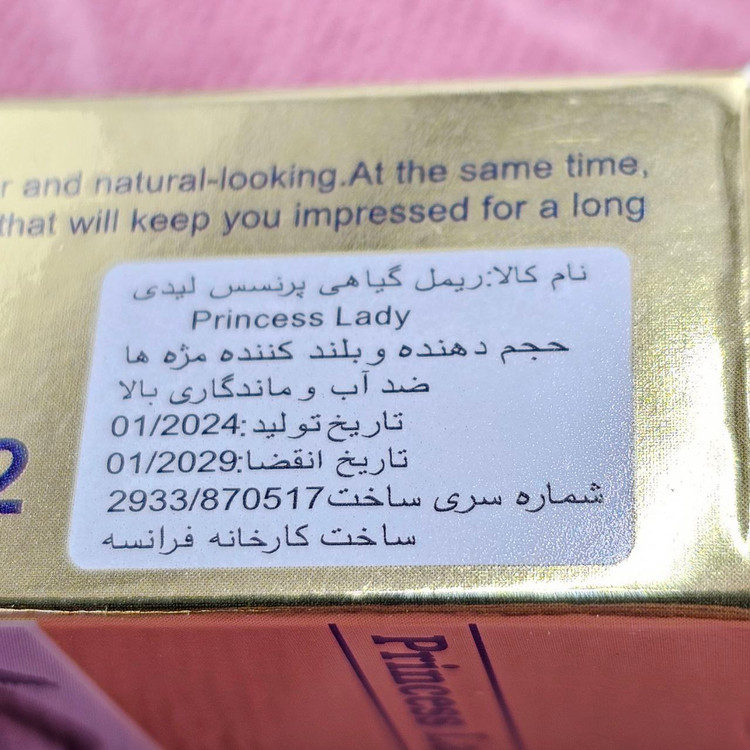 r and natural-looking.At the same time,
that will keep you impressed for a long
نام کالا:ریمل گیاهی پرنسس لیدی
Princess Lady
حجم دهنده و بلند کننده مژه ها
ضد آب و ماندگاری بالا
تاریخ تولید:01/2024
تاریخ انقضا:01/2029
شماره سری ساخت2933/870517
ساخت کارخانه فرانسه
2
Princess La